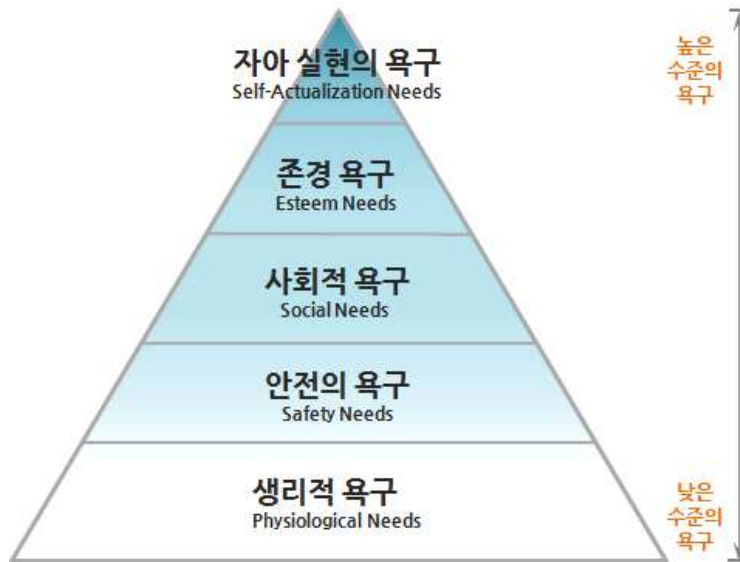 자아 실현의 욕구
Self-Actualization Needs
높은
수준의
욕구
존경 욕구
Esteem Needs
사회적 욕구
Social Needs
안전의 욕구
Safety Needs
생리적 욕구
Physiological Needs
낮은
수준의
욕구